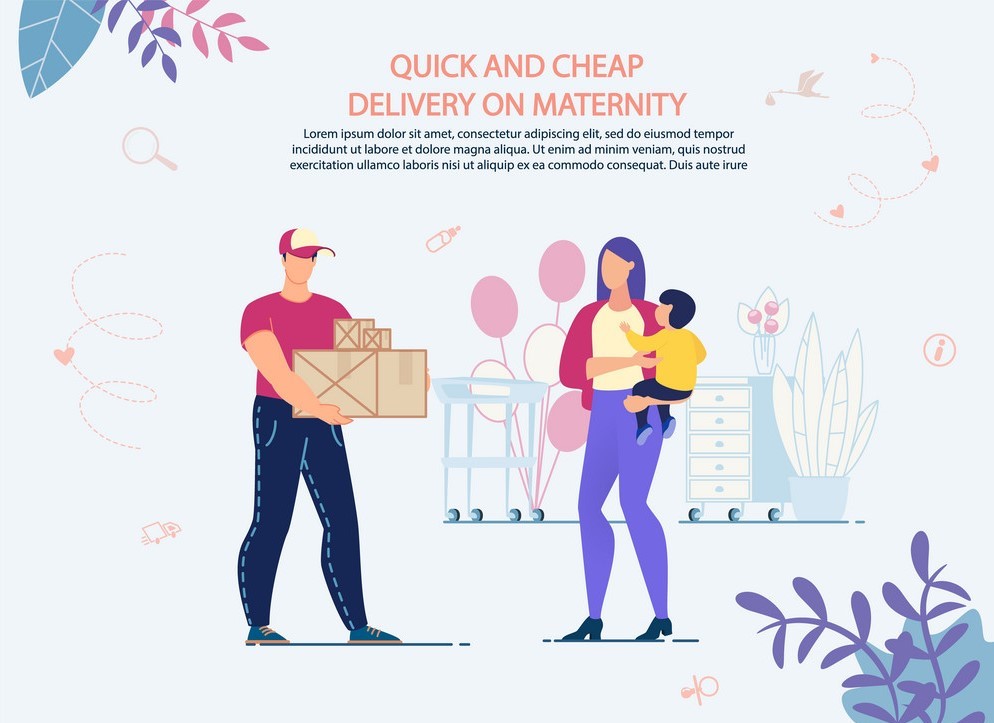 QUICK AND CHEAP
DELIVERY ON MATERNITY
Lorem ipsum dolor sit amet, consectetur adipiscing elit, sed do eiusmod tempor
incididunt ut labore et dolore magna aliqua. Ut enim ad minim veniam, quis nostrud
exercitation ullamco laboris nisi ut aliquip ex ea commodo consequat. Duis aute irure